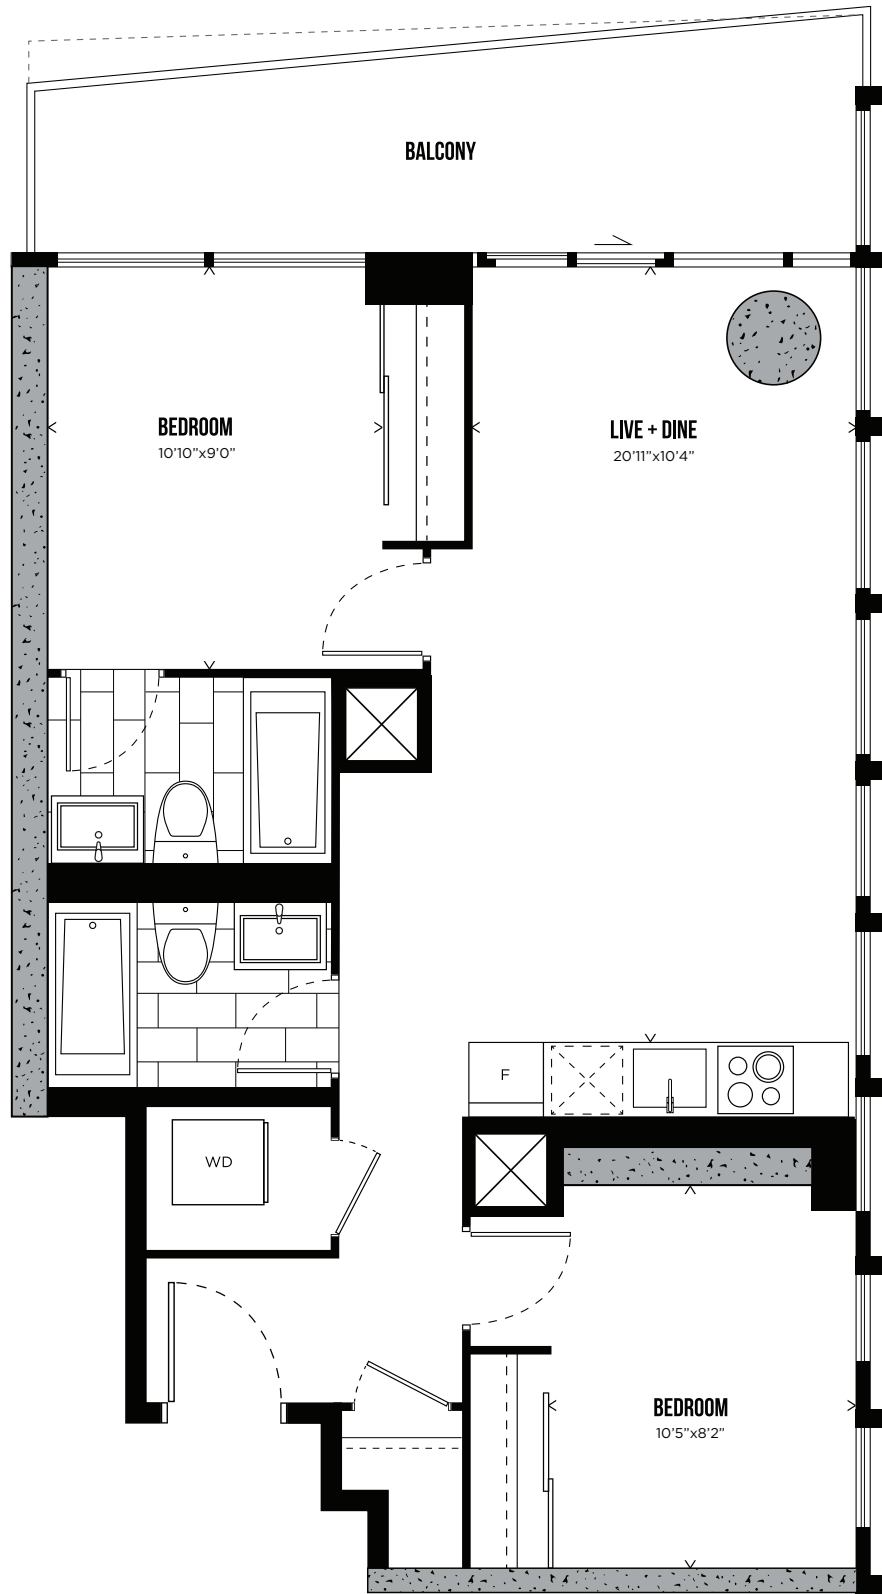 BALCONY
BEDROOM
10'10"x9'0"
LIVE + DINE
20'11"x10'4"
F
WD
BEDROOM
10'5"x8'2"